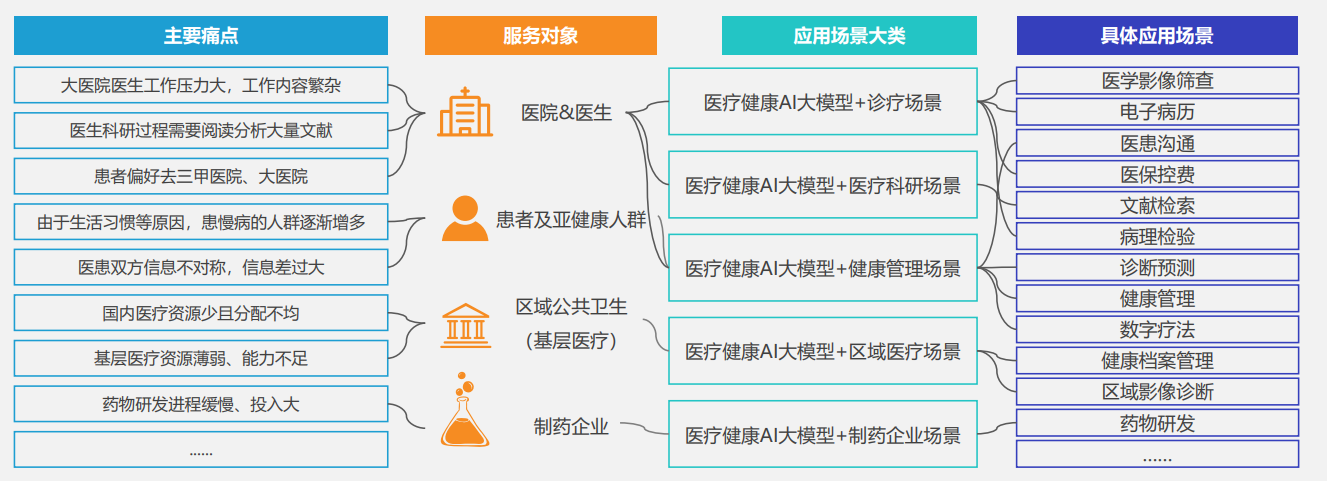 主要痛点
服务对象
应用场景大类
具体应用场景
大医院医生工作压力大，工作内容繁杂
医生科研过程需要阅读分析大量文献
患者偏好去三甲医院、大医院
由于生活习惯等原因，患慢病的人群逐渐增多
医患双方信息不对称，信息差过大
国内医疗资源少且分配不均
基层医疗资源薄弱、能力不足
药物研发进程缓慢、投入大
......
医院&医生
患者及亚健康人群
区域公共卫生
(基层医疗)
制药企业
医疗健康AI大模型+诊疗场景
医疗健康AI大模型+医疗科研场景
医疗健康AI大模型+健康管理场景
医疗健康AI大模型+区域医疗场景
医疗健康AI大模型+制药企业场景
医学影像筛查
电子病历
医患沟通
医保控费
文献检索
病理检验
诊断预测
健康管理
数字疗法
健康档案管理
区域影像诊断
药物研发
......